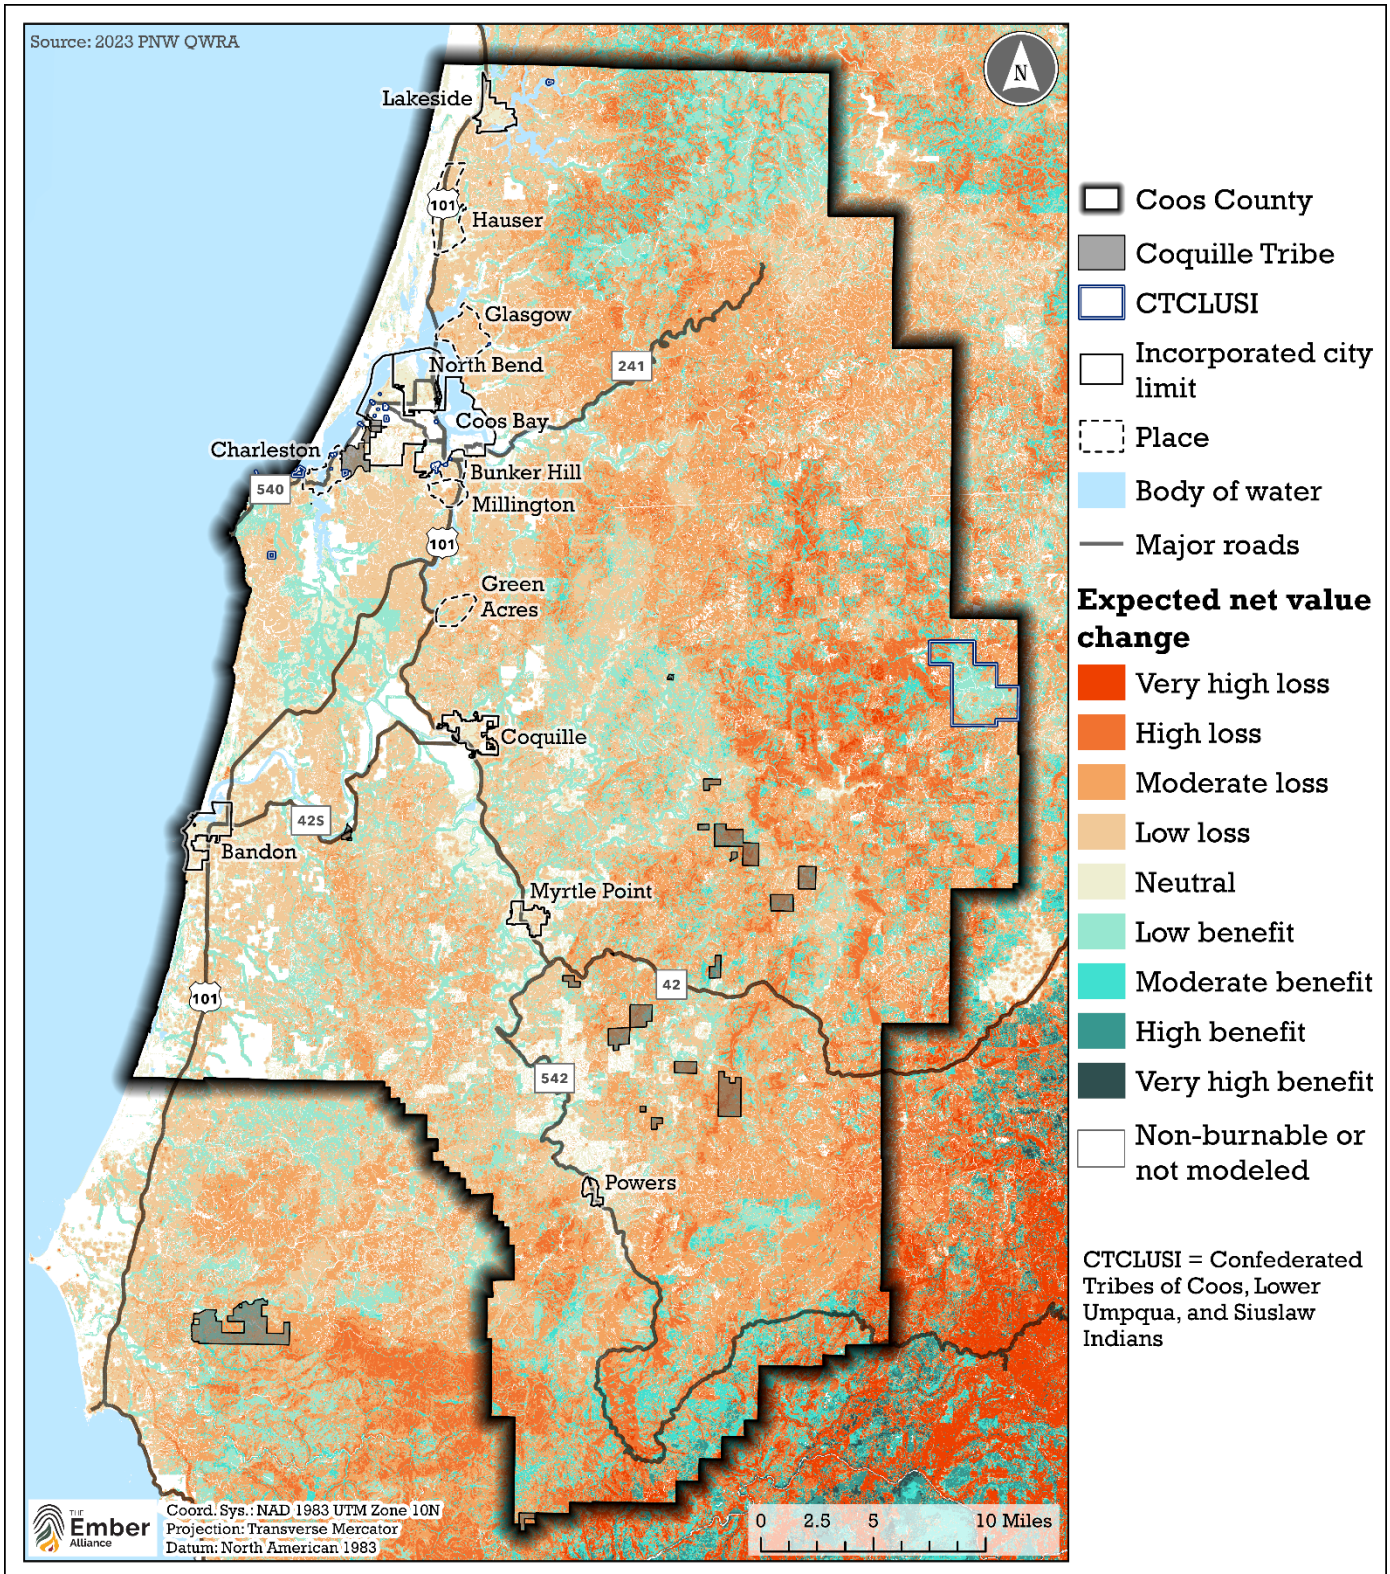 Source: 2023 PNW QWRA
N
Lakeside
101
Hauser
Glasgow
North Bend
241
Coos Bay
Charleston
Bunker Hill
540
Millington
101
Green
Acres
Coquille
42S
Bandon
Myrtle Point
42
101
542
Powers
Coos County
Coquille Tribe
CTCLUSI
Incorporated city
limit
Place
Body of water
Major roads
Expected net value
change
Very high loss
High loss
Moderate loss
Low loss
Neutral
Low benefit
Moderate benefit
High benefit
Very high benefit
Non-burnable or
not modeled
CTCLUSI = Confederated
Tribes of Coos, Lower
Umpqua, and Siuslaw
Indians
THE
Ember
Alliance
Coord. Sys.: NAD 1983 UTM Zone 10N
Projection: Transverse Mercator
Datum: North American 1983
0 2.5 5 10 Miles